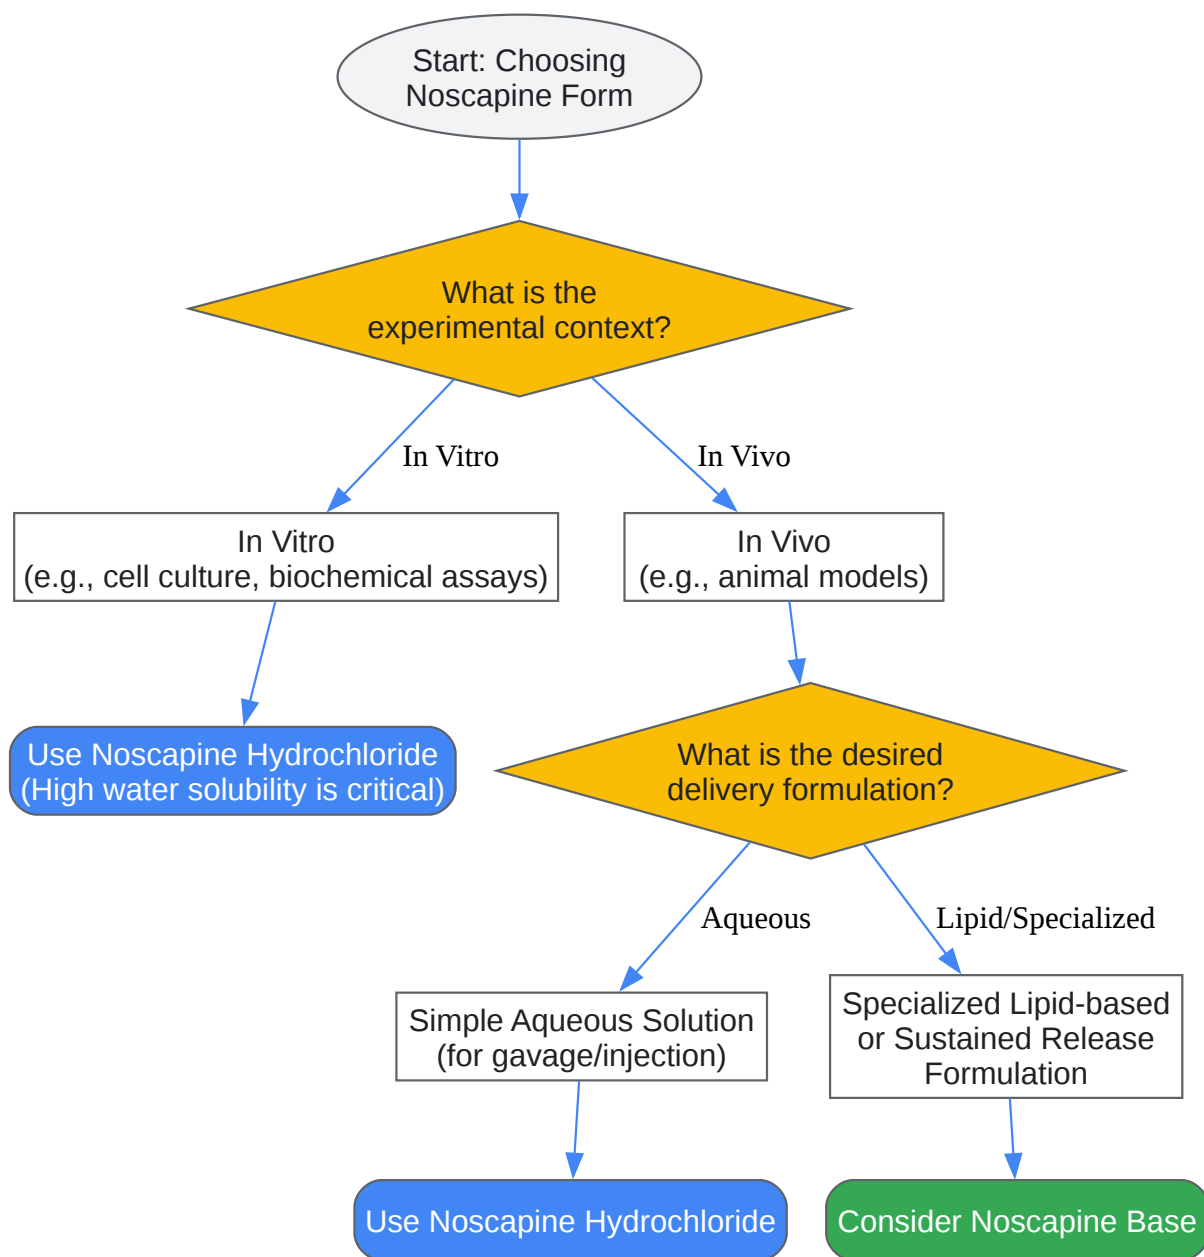 Start: Choosing
Noscapine Form
What is the
experimental context?
In Vitro
In Vivo
In Vitro
(e.g., cell culture, biochemical assays)
In Vivo
(e.g., animal models)
Use Noscapine Hydrochloride
(High water solubility is critical)
What is the desired
delivery formulation?
Aqueous
Lipid/Specialized
Simple Aqueous Solution
(for gavage/injection)
Specialized Lipid-based
or Sustained Release
Formulation
Use Noscapine Hydrochloride
Consider Noscapine Base